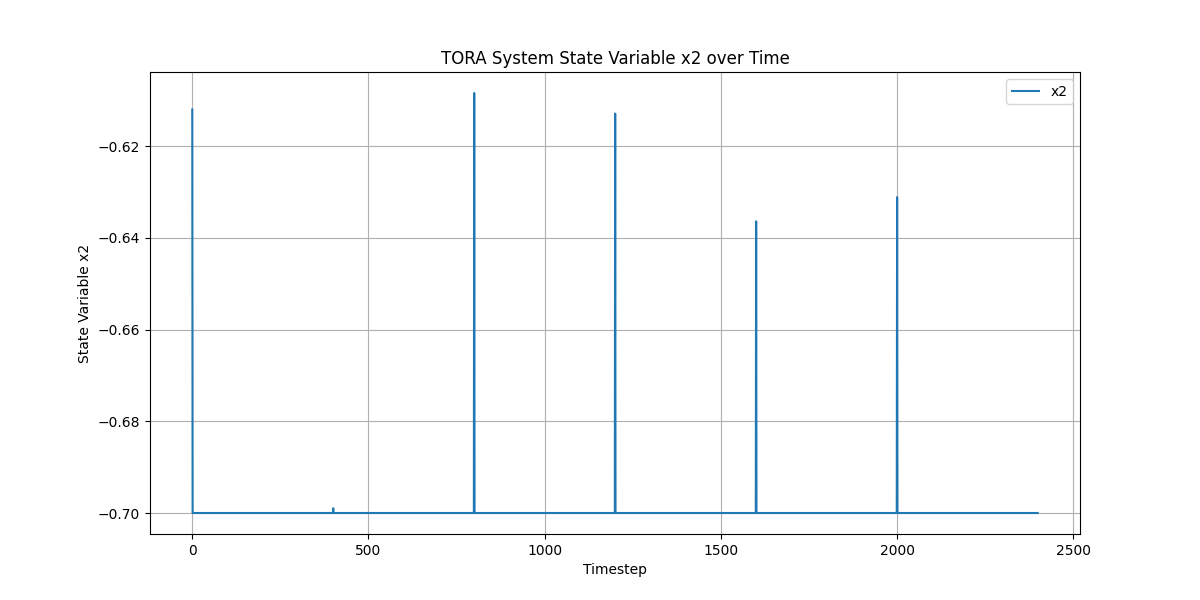 TORA System State Variable x2 over Time
x2
State Variable x2
−0.62
−0.64
−0.66
−0.68
−0.70
0
500
1000
1500
2000
2500
Timestep